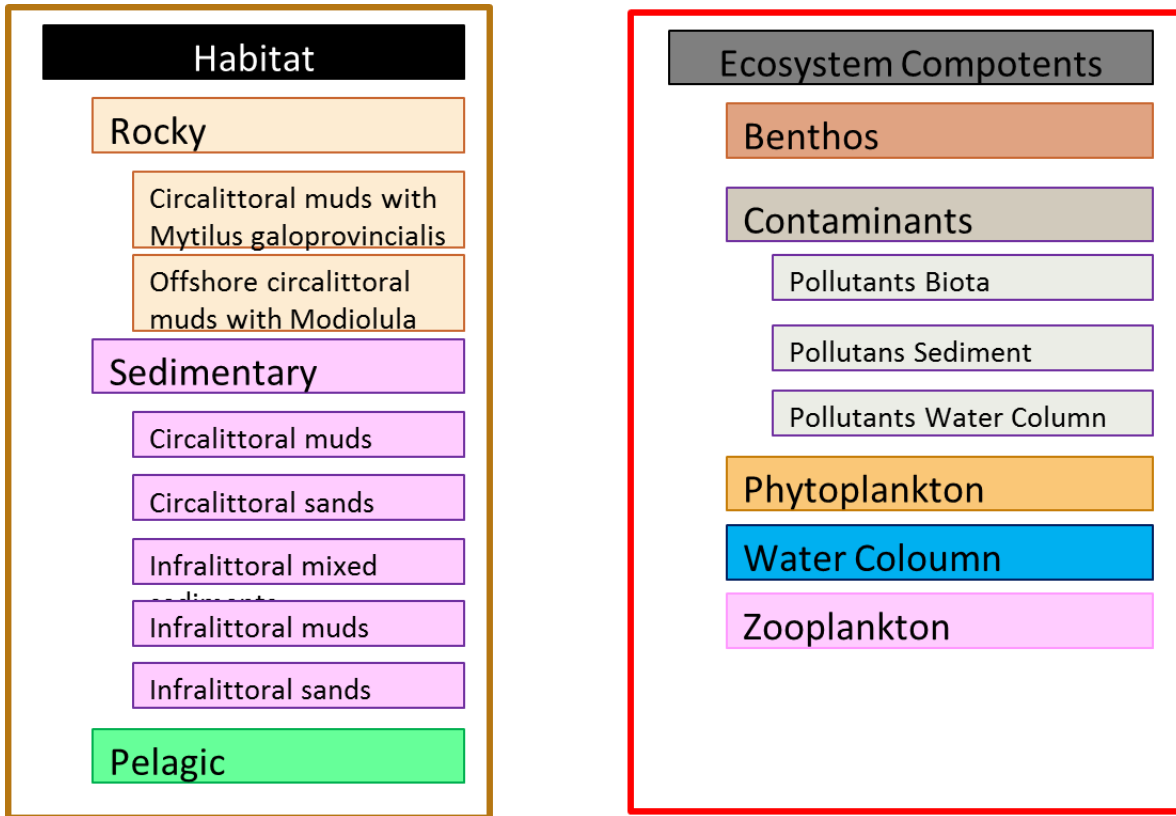 Habitat
Rocky
Circalittoral muds with
Mytilus galoprovincialis
Offshore circalittoral
muds with Modiolula
Sedimentary
Circalittoral muds
Circalittoral sands
Infralittoral mixed
sediments
Infralittoral muds
Infralittoral sands
Pelagic
Ecosystem Compotents
Benthos
Contaminants
Pollutants Biota
Pollutans Sediment
Pollutants Water Column
Phytoplankton
Water Coloumn
Zooplankton